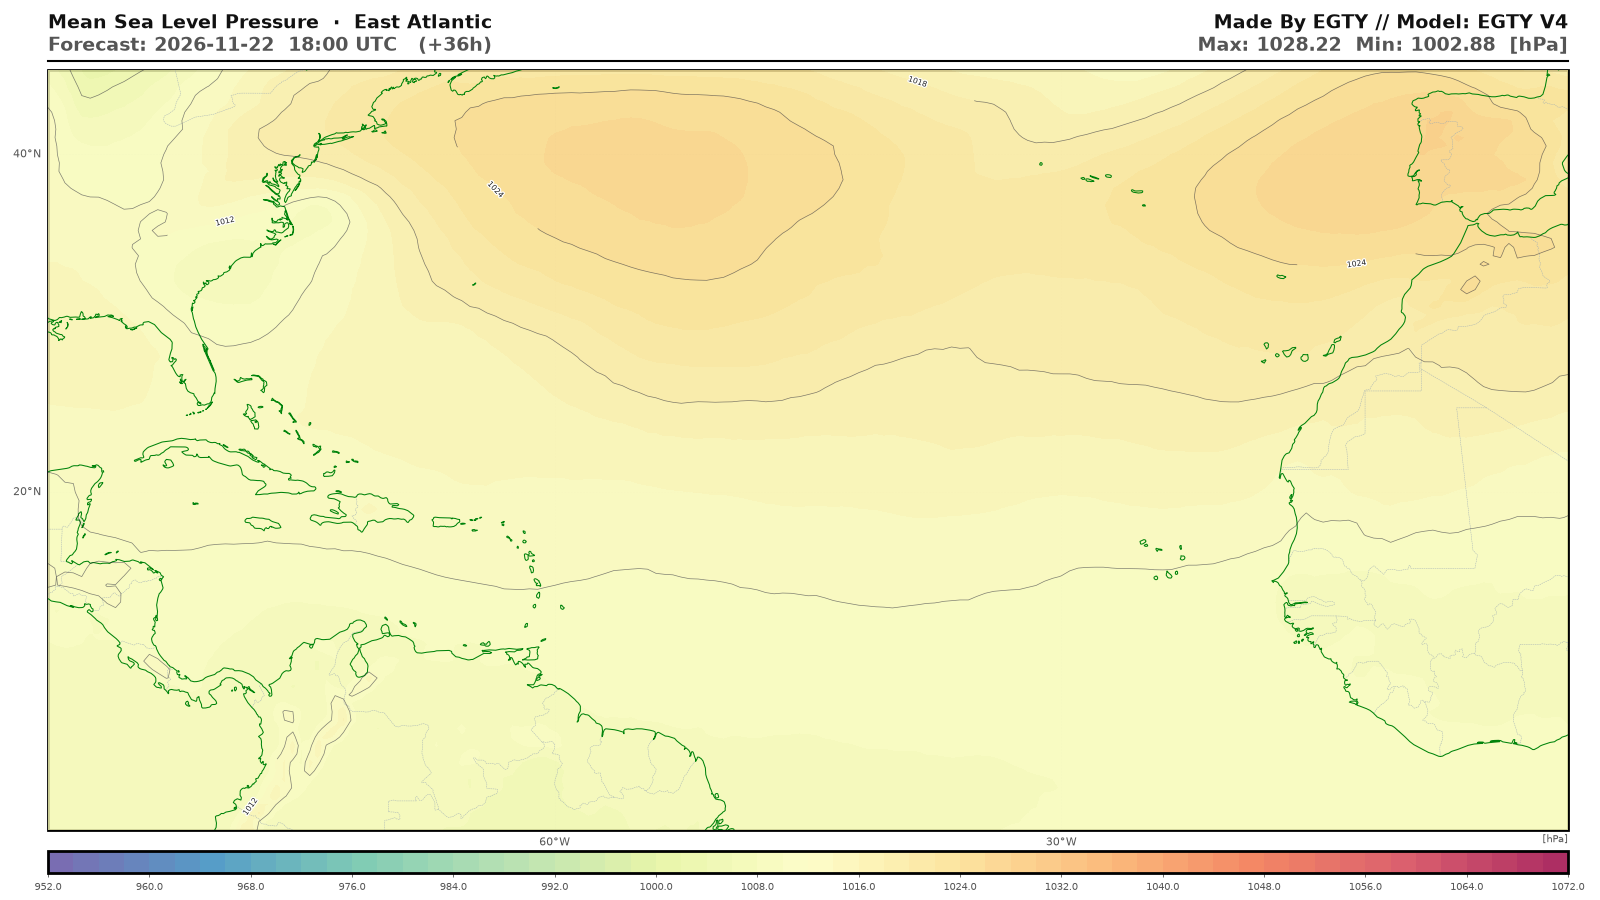 Mean Sea Level Pressure · East Atlantic
Made By EGTY // Model: EGTY V4
Forecast: 2026-11-22 18:00 UTC (+36h)
Max: 1028.22 Min: 1002.88 [hPa]
1018
40°N
1024
1012
1024
20°N
1012
60°W
30°W
[hPa]
952.0 960.0 968.0 976.0 984.0 992.0 1000.0 1008.0 1016.0 1024.0 1032.0 1040.0 1048.0 1056.0 1064.0 1072.0